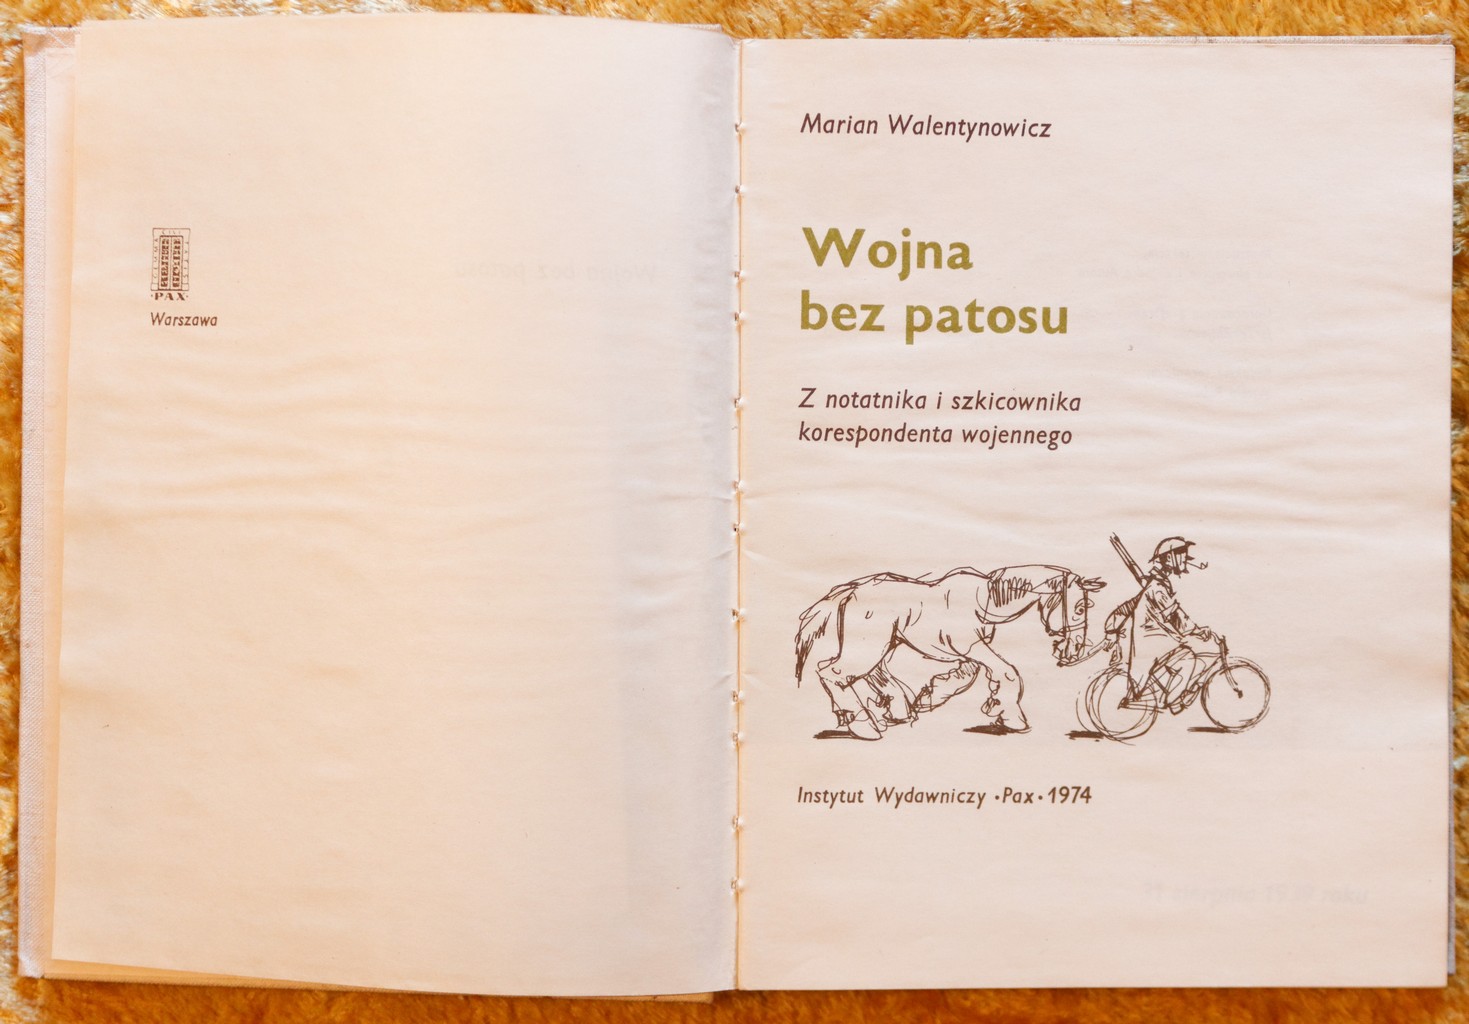 PAX
Warszawa
Marian Walentynowicz
Wojna
bez patosu
Z notatnika i szkicownika
korespondenta wojennego
Instytut Wydawniczy •Pax• 1974